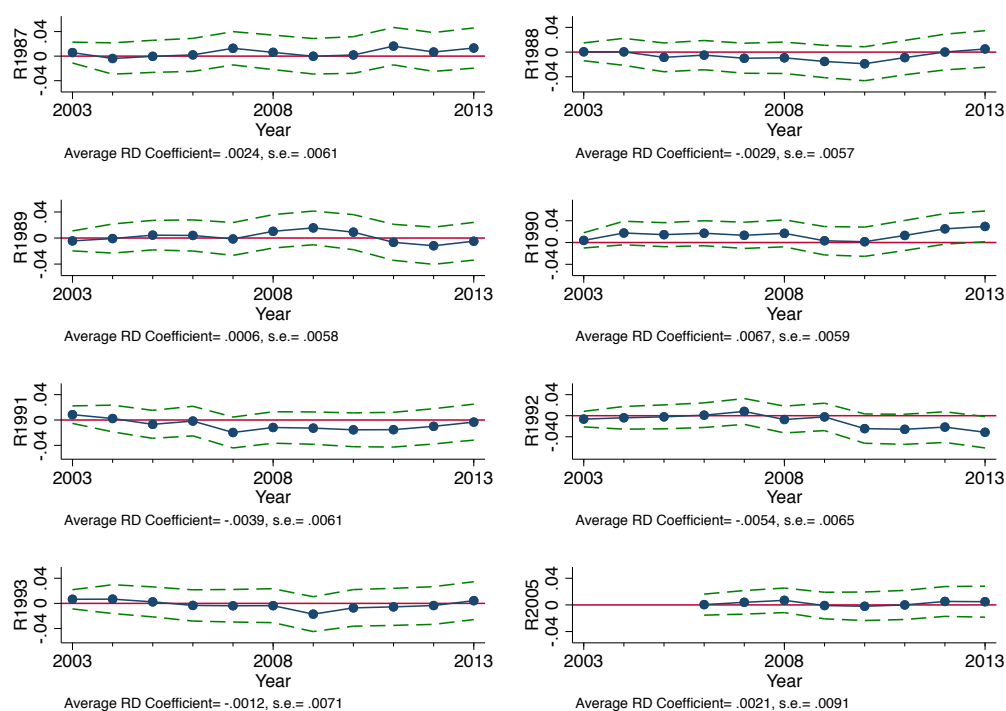 R1987
.04
0
-.04
2003
2008
2013
Year
Average RD Coefficient= .0024, s.e.= .0061
R1988
.04
0
-.04
2003
2008
2013
Year
Average RD Coefficient= -.0029, s.e.= .0057
R1989
.04
0
-.04
2003
2008
2013
Year
Average RD Coefficient= .0006, s.e.= .0058
R1990
.04
0
-.04
2003
2008
2013
Year
Average RD Coefficient= .0067, s.e.= .0059
R1991
.04
0
-.04
2003
2008
2013
Year
Average RD Coefficient= -.0039, s.e.= .0061
R1992
.04
0
-.04
2003
2008
2013
Year
Average RD Coefficient= -.0054, s.e.= .0065
R1993
.04
0
-.04
2003
2008
2013
Year
Average RD Coefficient= -.0012, s.e.= .0071
R2005
.04
0
-.04
2003
2008
2013
Year
Average RD Coefficient= .0021, s.e.= .0091